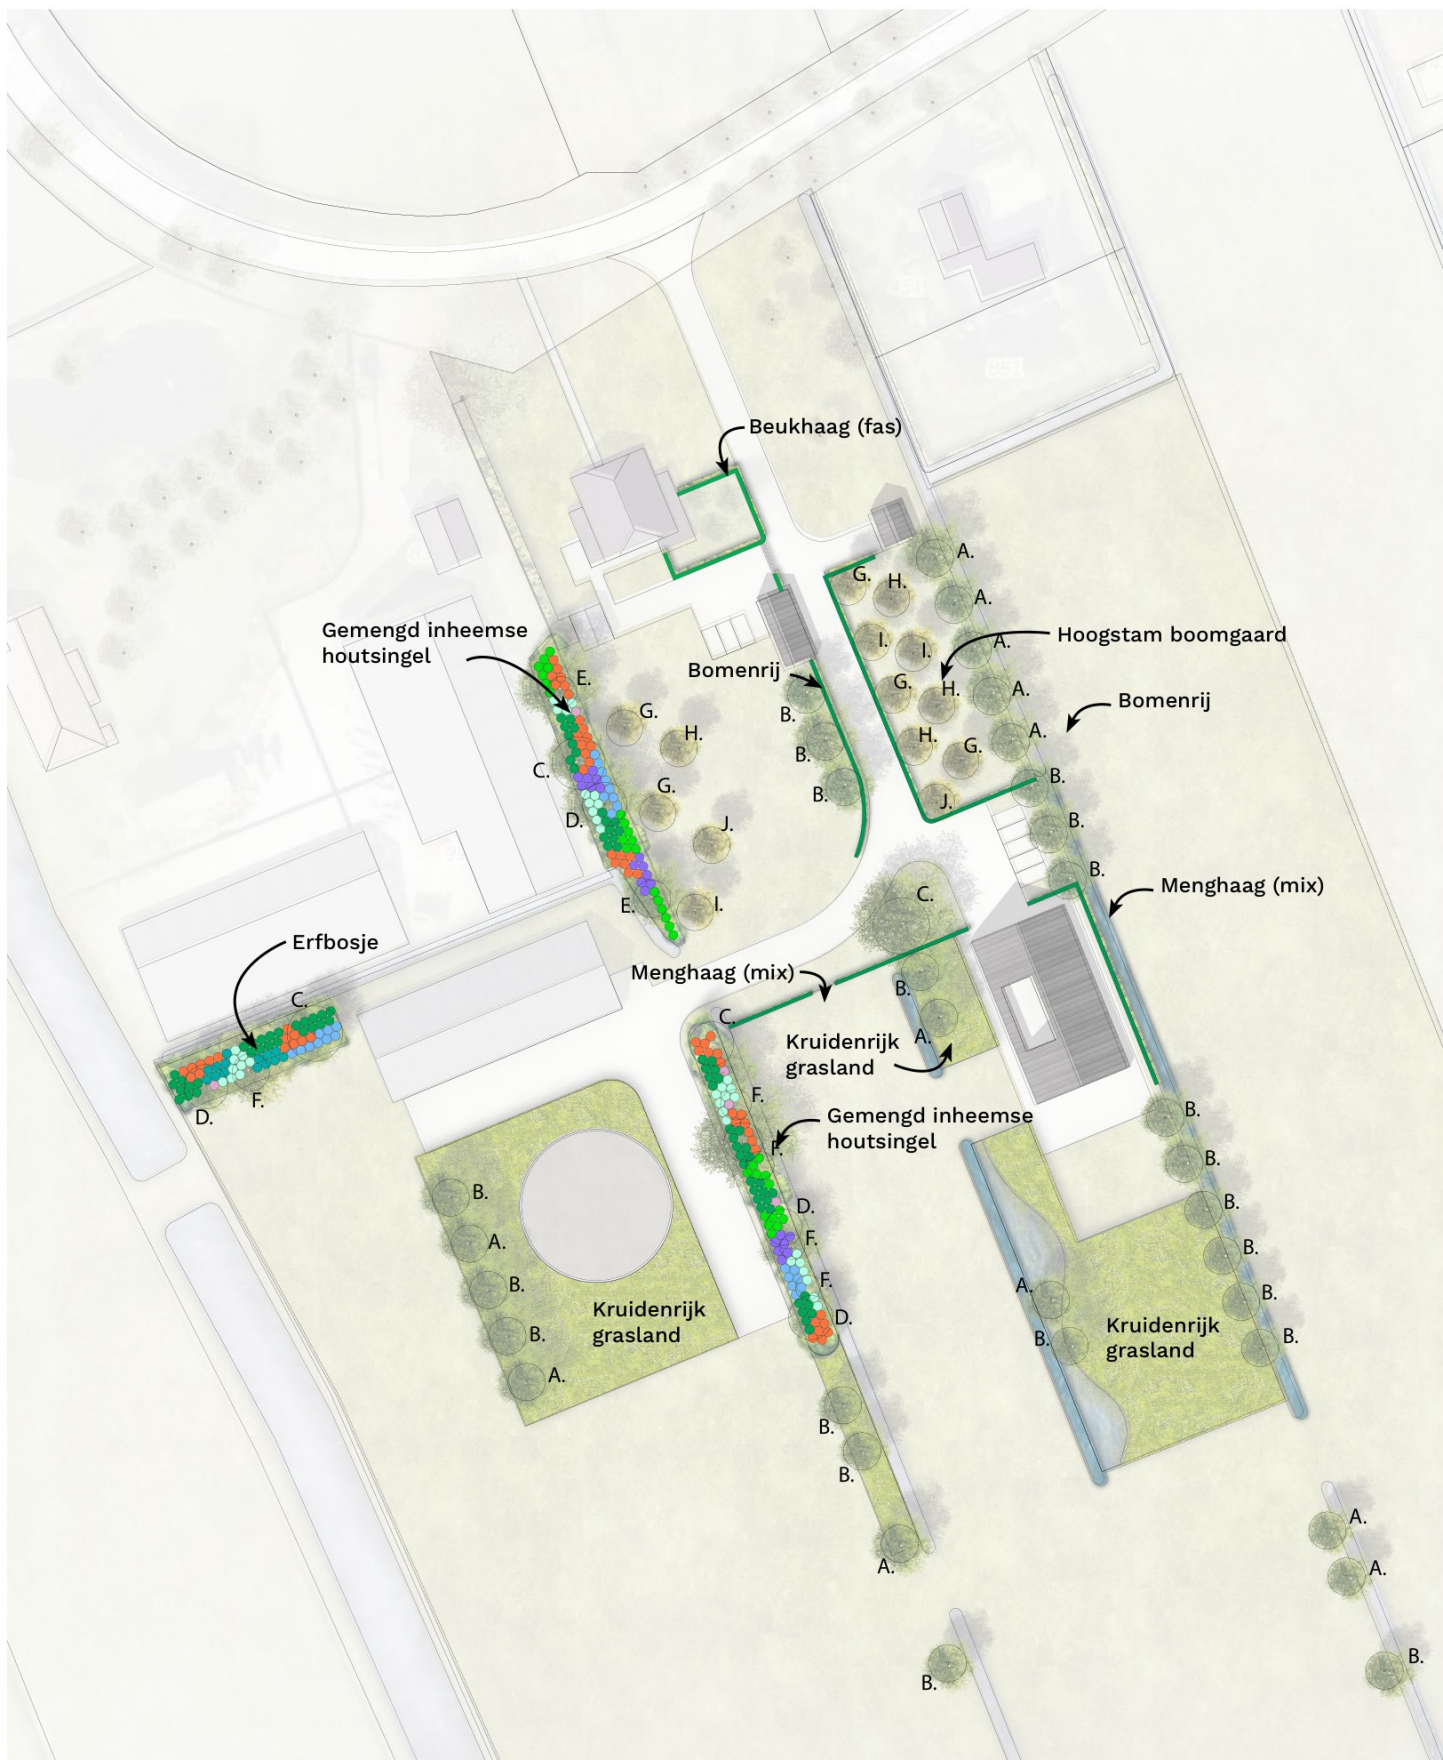 Beukhaag (fas)
A.
G.
H.
A.
Gemengd inheemse
houtsingel
I.
I.
A.
Hoogstam boomgaard
Bomenrij
E.
G.
H.
A.
Bomenrij
B.
G.
H.
H.
G.
A.
B.
C.
B.
G.
B.
J.
D.
J.
B.
B.
Menghaag (mix)
E.
I.
C.
Erfbosje
Menghaag (mix)
B.
C.
C.
A.
Kruidenrijk
grasland
D.
F.
F.
Gemengd inheemse
houtsingel
F.
B.
B.
B.
D.
B.
A.
F.
B.
B.
F.
A.
B.
Kruidenrijk
grasland
D.
B.
B.
Kruidenrijk
grasland
B.
A.
B.
B.
A.
A.
A.
B.
B.